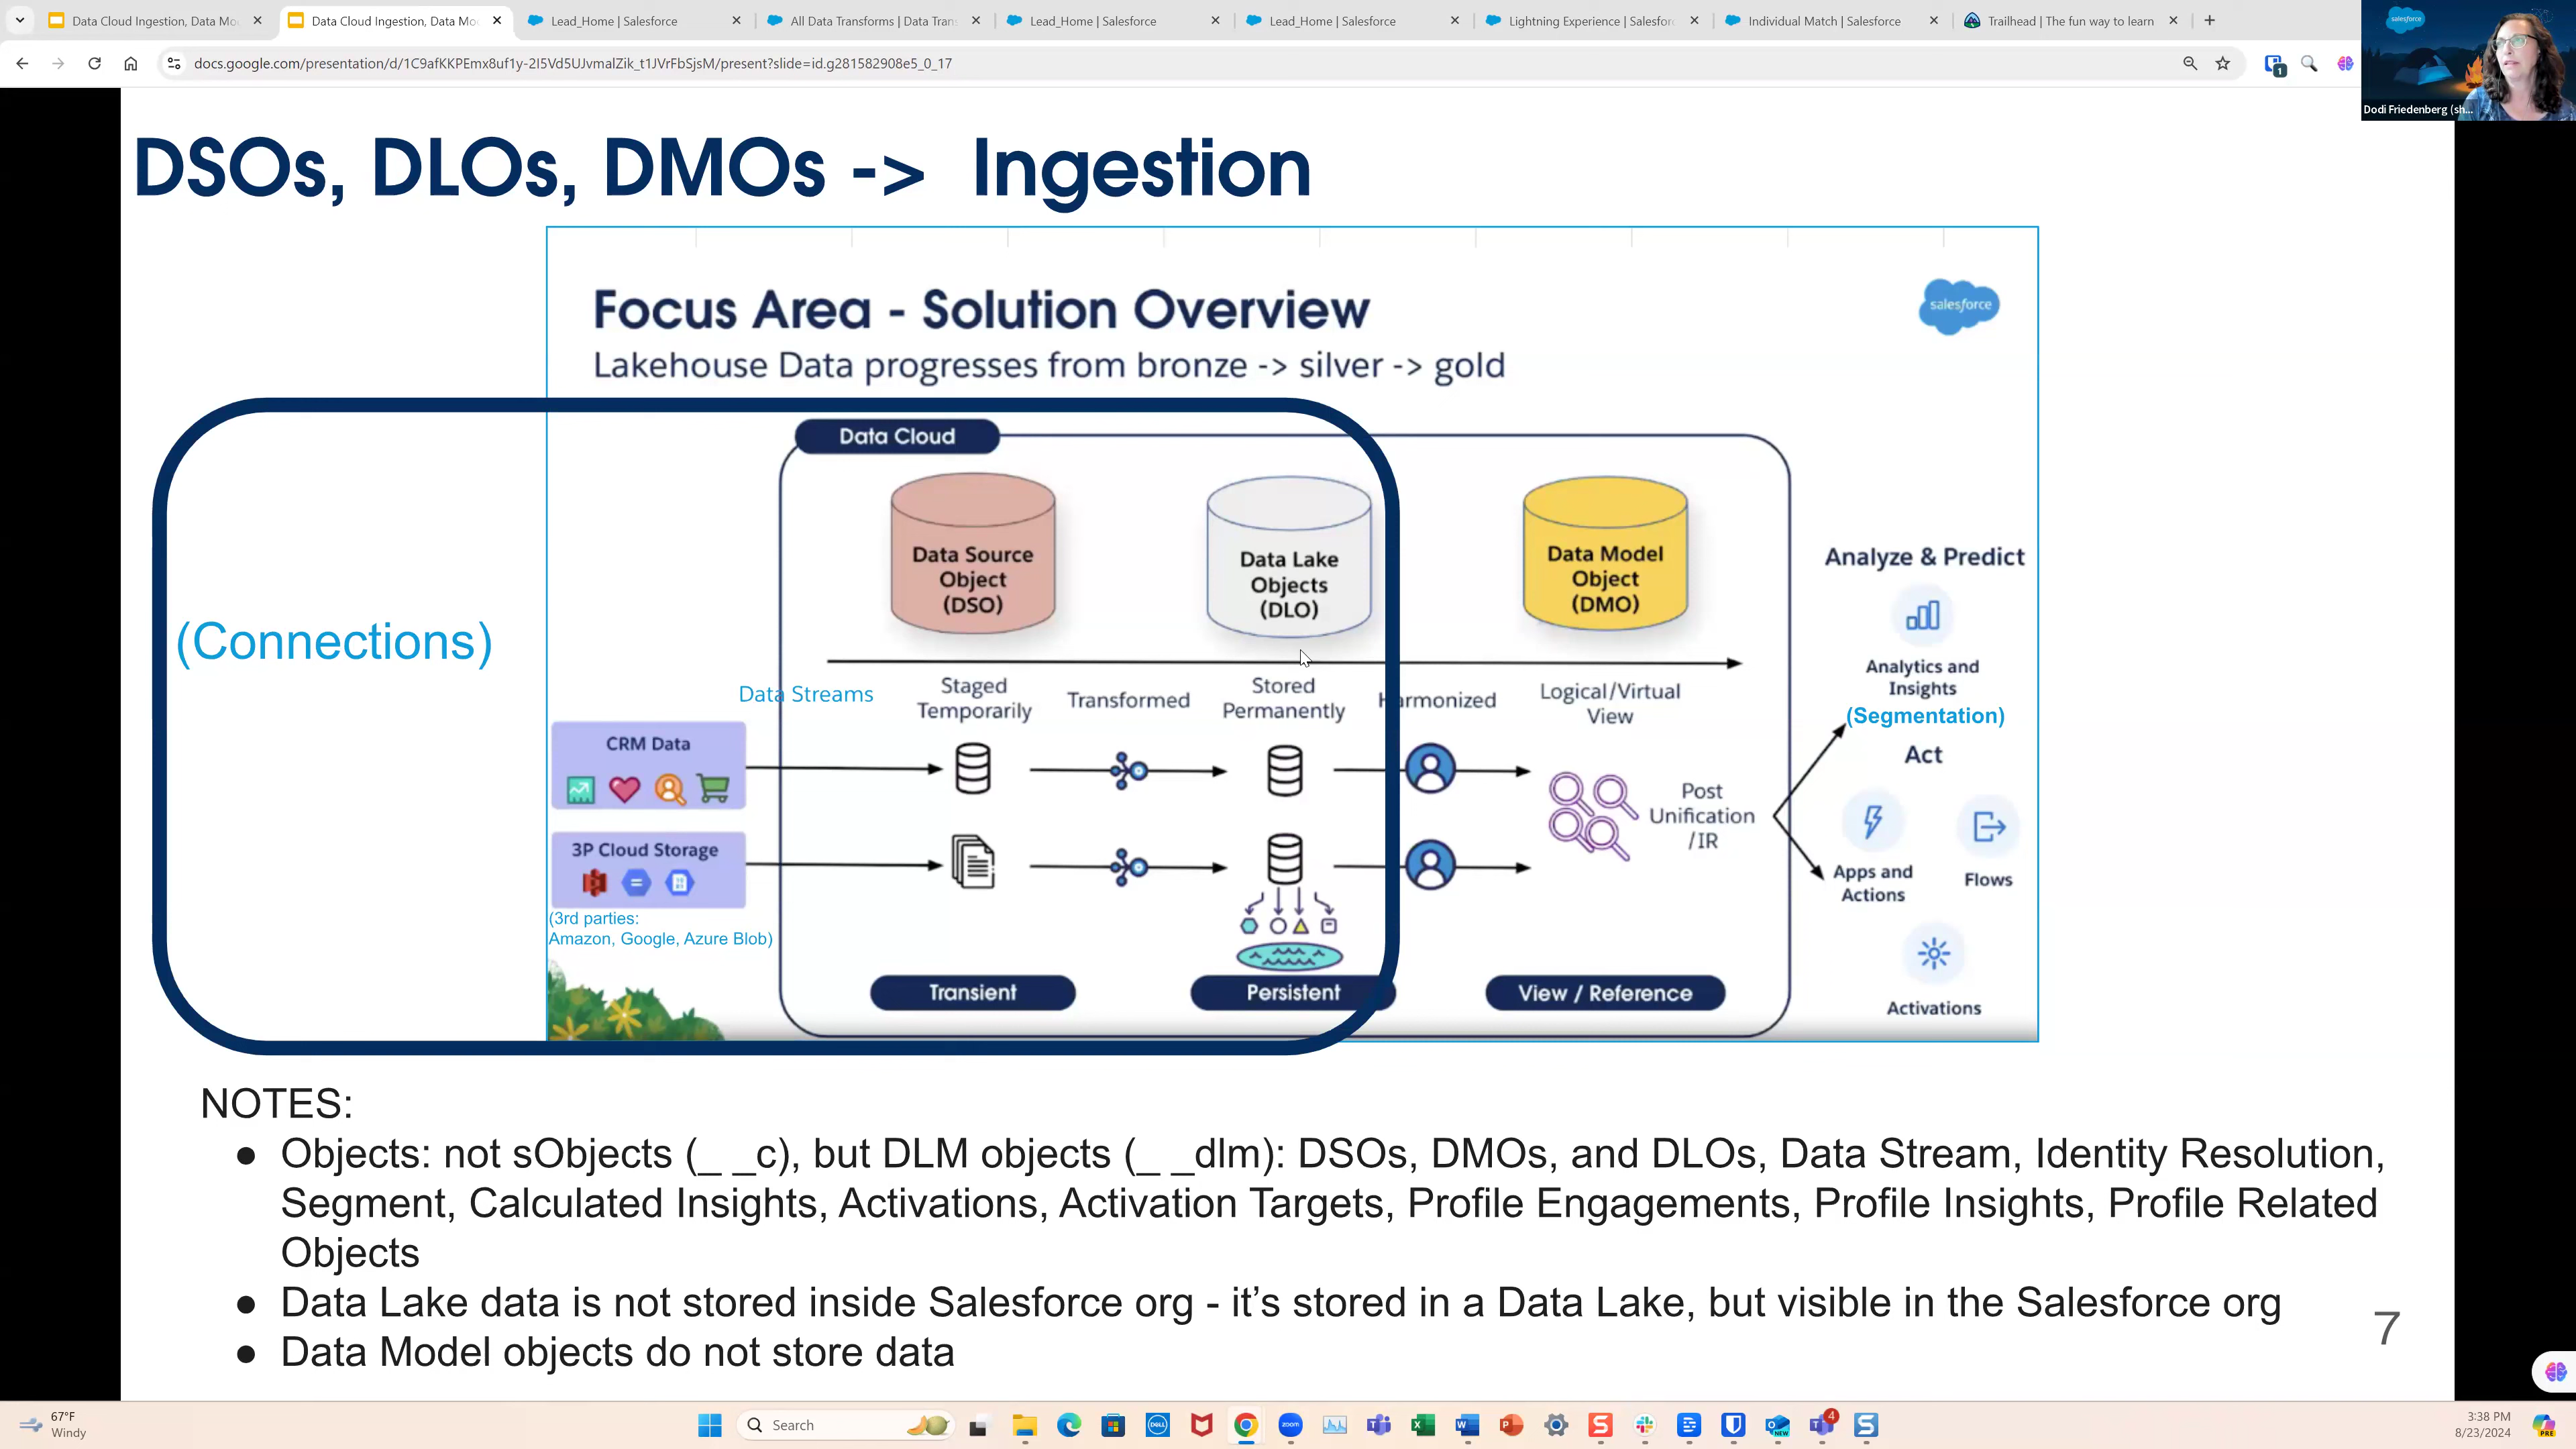 Data Cloud Ingestion, Data Mo
Data Cloud Ingestion, Data Mo
Lead_Home | Salesforce
All Data Transforms | Data Tran
Lead_Home | Salesforce
Lead_Home | Salesforce
Lightning Experience | Salesfor
Individual Match | Salesforce
Trailhead | The fun way to learn
docs.google.com/presentation/d/1C9afKKPEmx8uf1y-2I5Vd5UJvmalZik_t1JVrFbSjsM/present?slide=id.g281582908e5_0_17
1
salesforce
Dodi Friedenberg (sh...
DSOs, DLOs, DMOs -> Ingestion
Focus Area - Solution Overview
salesforce
Lakehouse Data progresses from bronze -> silver -> gold
Data Cloud
Data Source
Object
(DSO)
Data Lake
Objects
(DLO)
Data Model
Object
(DMO)
(Connections)
Data Streams
Staged
Temporarily
Transformed
Stored
Permanently
Harmonized
Logical/Virtual
View
Analyze & Predict
Analytics and
Insights
(Segmentation)
Act
CRM Data
3P Cloud Storage
(3rd parties:
Amazon, Google, Azure Blob)
Post
Unification
/IR
Apps and
Actions
Flows
Activations
Transient
Persistent
View / Reference
NOTES:
● Objects: not sObjects (_ _c), but DLM objects (_ _dlm): DSOs, DMOs, and DLOs, Data Stream, Identity Resolution,
Segment, Calculated Insights, Activations, Activation Targets, Profile Engagements, Profile Insights, Profile Related
Objects
● Data Lake data is not stored inside Salesforce org - it’s stored in a Data Lake, but visible in the Salesforce org
● Data Model objects do not store data
7
67°F
Windy
Search
DELL
zoom
NEW
4
PRE
3:38 PM
8/23/2024